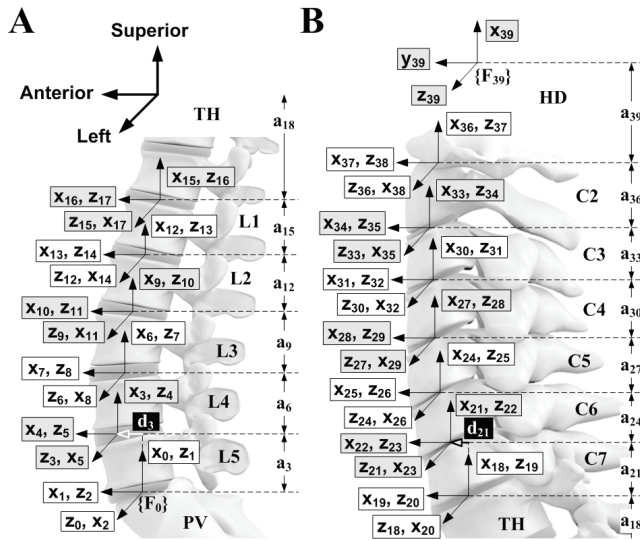 A
Superior
Anterior
Left
TH
a18
x15, z16
x16, z17
z15, x17
x12, z13
L1
a15
x13, z14
z12, x14
x9, z10
L2
a12
x10, z11
z9, x11
x6, z7
L3
a9
x7, z8
z6, x8
x3, z4
L4
a6
d3
x4, z5
z3, x5
x0, z1
L5
a3
x1, z2
{F0}
z0, x2
PV
B
x39
y39
{F39}
z39
HD
a39
x36, z37
x37, z38
z36, x38
x33, z34
C2
a36
x34, z35
z33, x35
x30, z31
C3
a33
x31, z32
z30, x32
x27, z28
C4
a30
x28, z29
z27, x29
x24, z25
C5
a27
x25, z26
z24, x26
x21, z22
C6
a24
d21
x22, z23
z21, x23
x18, z19
C7
a21
x19, z20
z18, x20
TH
a18